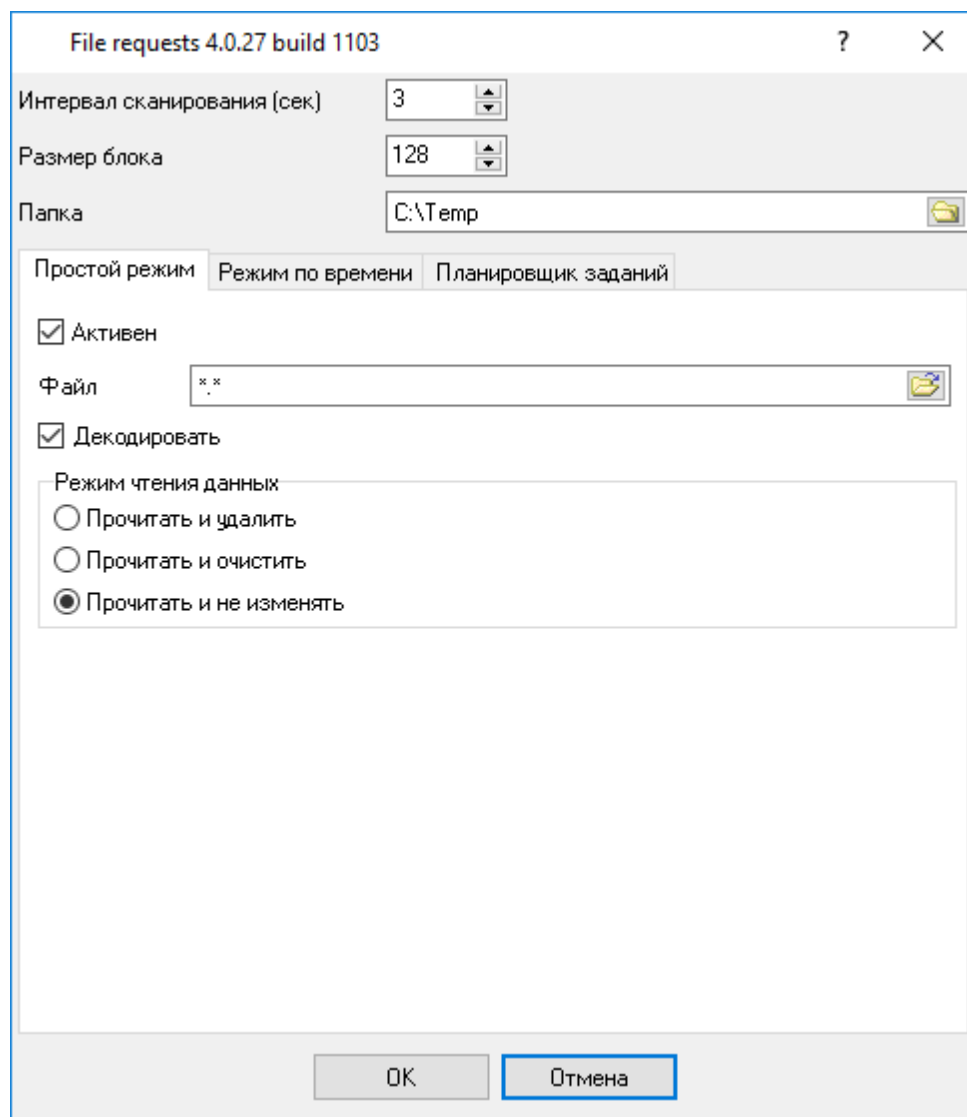 File requests 4.0.27 build 1103 ?
Интервал сканирования (сек) 3
Размер блока 128
Папка C:\Temp
Простой режим Режим по времени Планировщик заданий
Активен
Файл *.*
Декодировать
Режим чтения данных
Прочитать и удалить
Прочитать и очистить
Прочитать и не изменять
OK Отмена